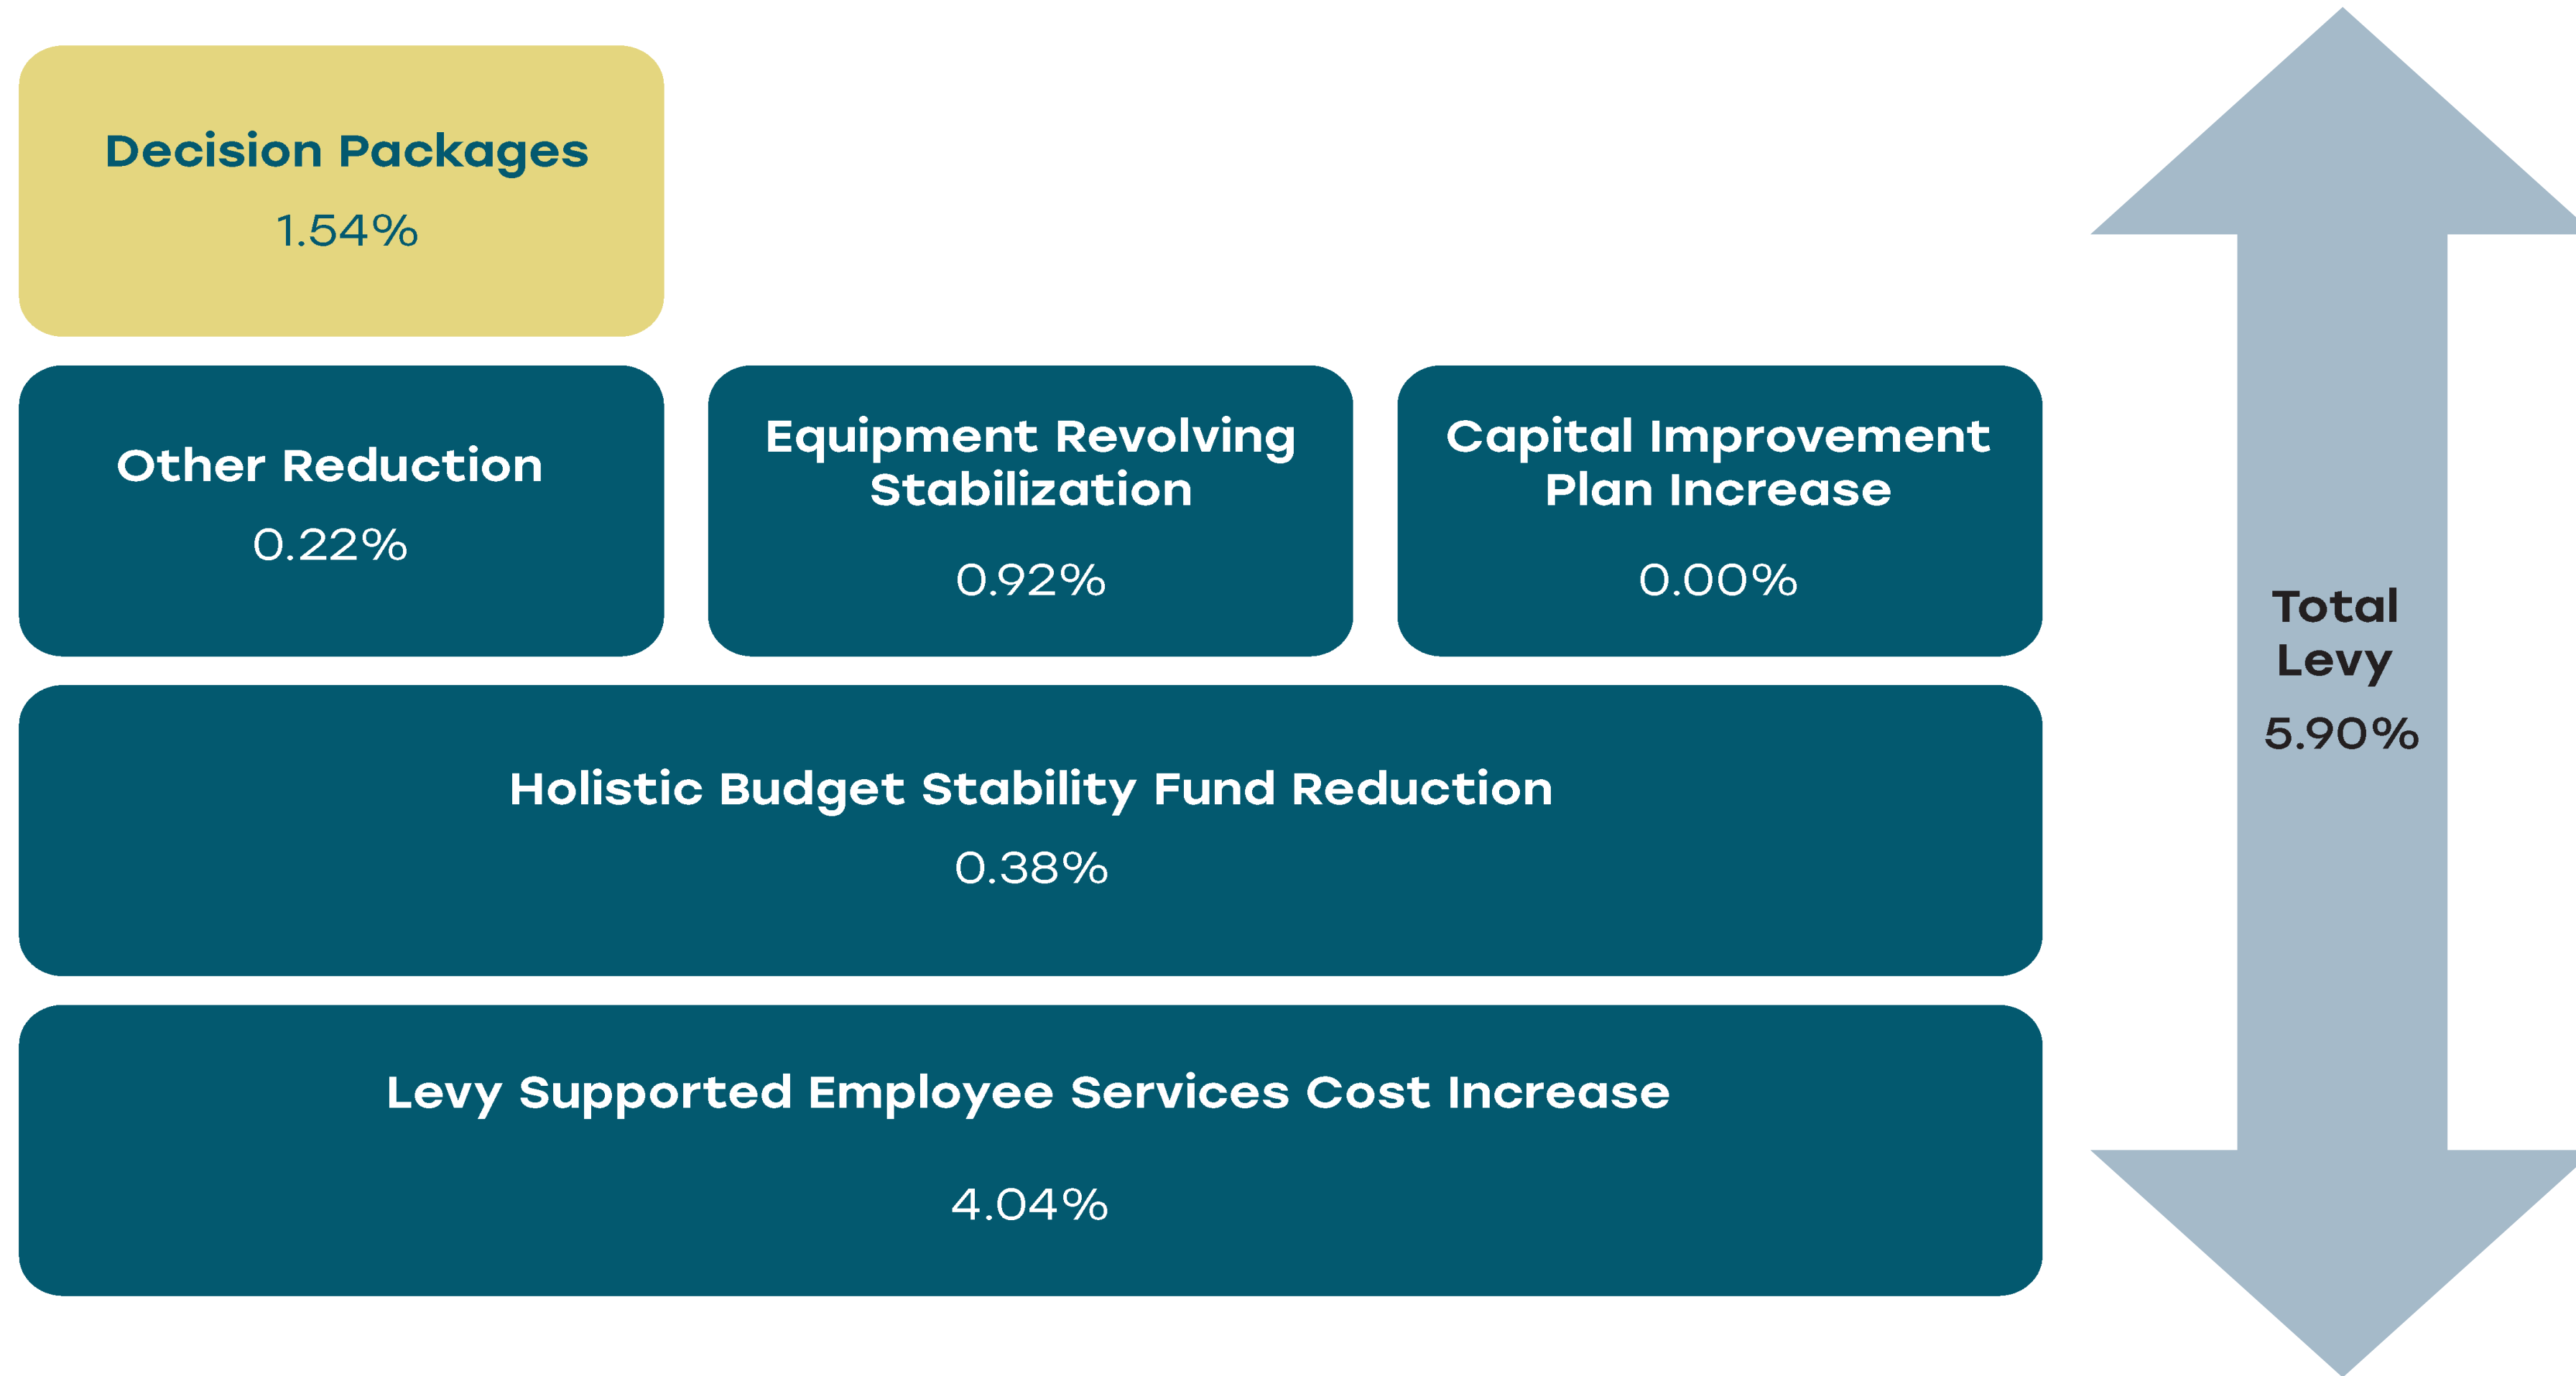 Decision Packages
1.54%
Other Reduction
0.22%
Equipment Revolving
Stabilization
0.92%
Capital Improvement
Plan Increase
0.00%
Holistic Budget Stability Fund Reduction
0.38%
Levy Supported Employee Services Cost Increase
4.04%
Total
Levy
5.90%